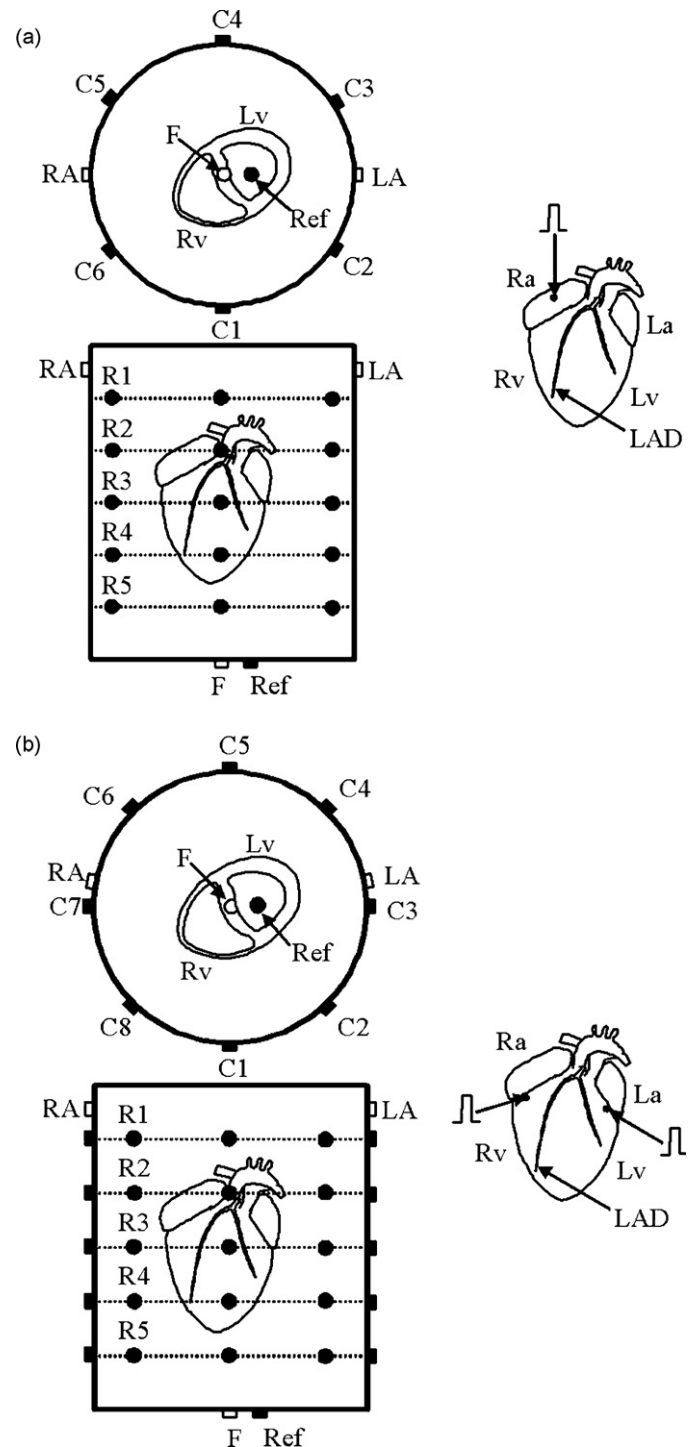 (a)
C4
C5
C3
Lv
F
RA
LA
Ref
Rv
C6
C2
C1
RA
LA
R1
R2
R3
R4
R5
F
Ref
Ra
La
Rv
Lv
LAD
(b)
C5
C6
C4
Lv
F
RA
LA
C7
C3
Ref
Rv
C8
C2
C1
RA
LA
R1
R2
R3
R4
R5
F
Ref
Ra
La
Rv
Lv
LAD